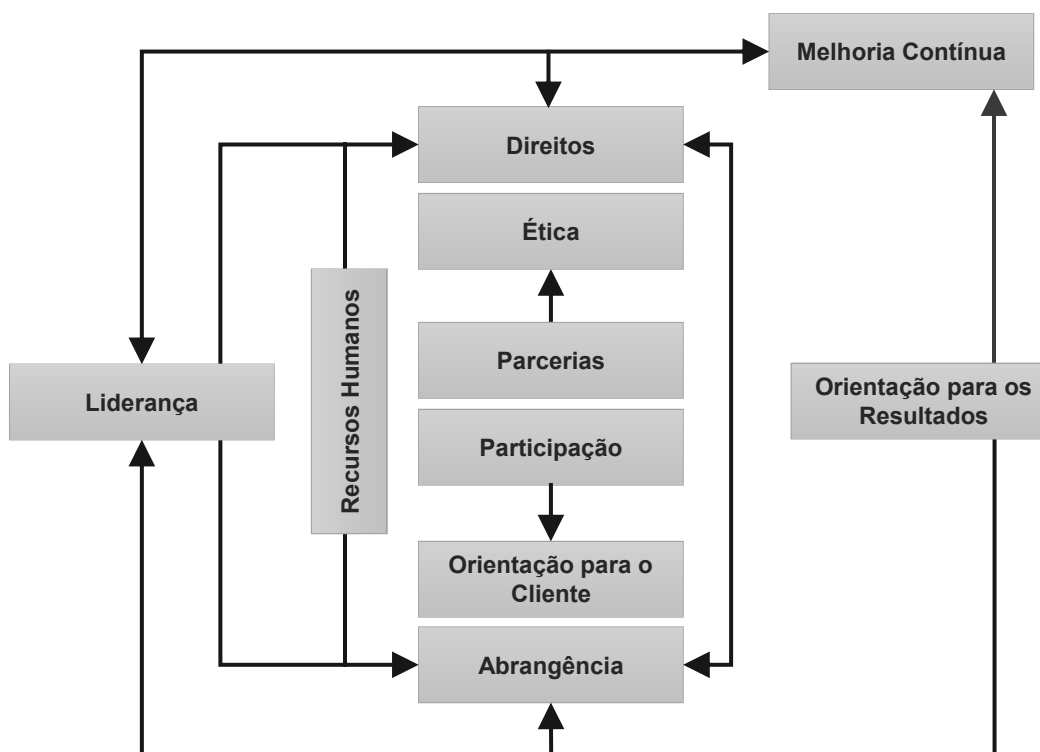 Melhoria Contínua
Direitos
Ética
Recursos Humanos
Parcerias
Liderança
Orientação para os
Resultados
Participação
Orientação para o
Cliente
Abrangência